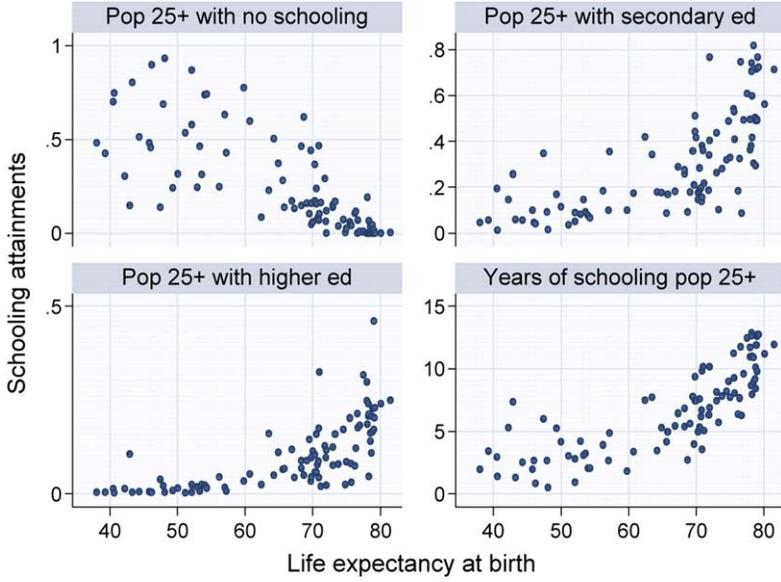 Pop 25+ with no schooling
Pop 25+ with secondary ed
1
.5
0
.8
.6
.4
.2
0
Schooling attainments
Pop 25+ with higher ed
Years of schooling pop 25+
.5
0
15
10
5
0
40 50 60 70 80
40 50 60 70 80
Life expectancy at birth